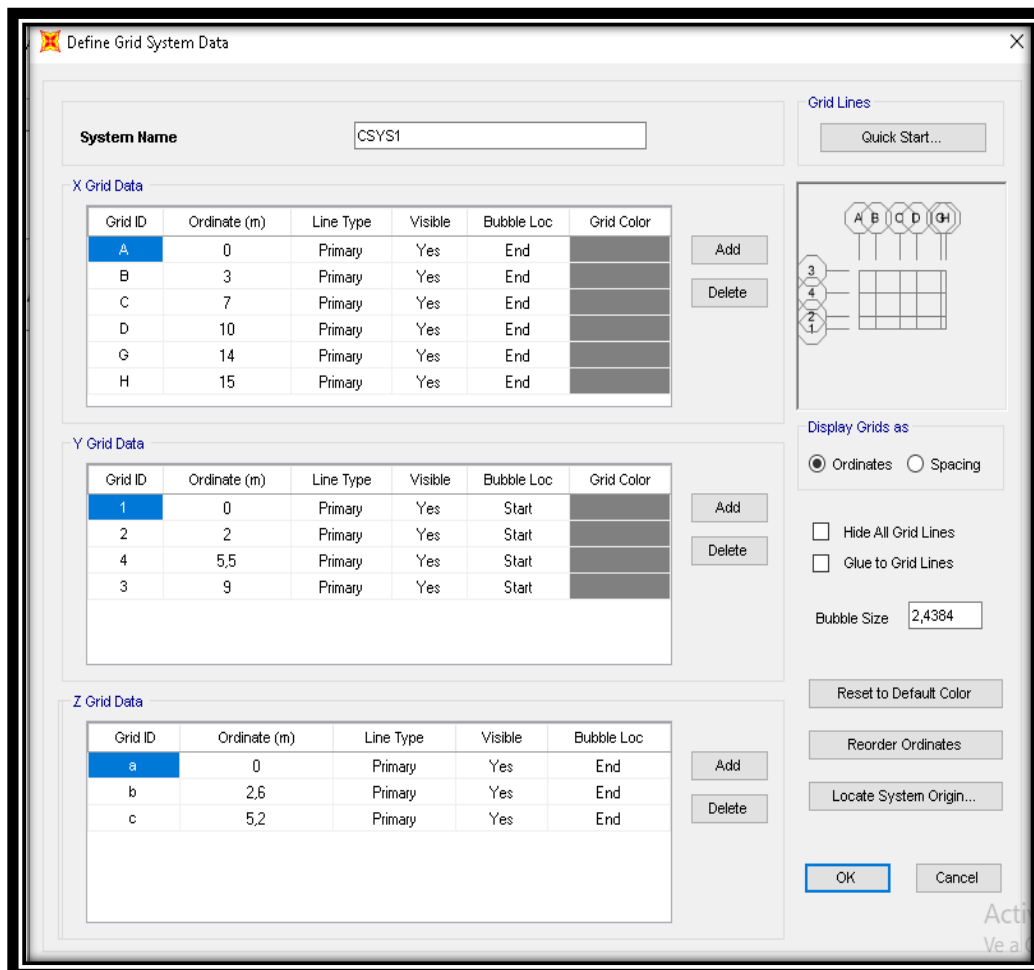 Define Grid System Data
System Name CSYS1
Grid Lines
Quick Start...
X Grid Data
Grid ID Ordinate (m) Line Type Visible Bubble Loc Grid Color
A 0 Primary Yes End
B 3 Primary Yes End
C 7 Primary Yes End
D 10 Primary Yes End
G 14 Primary Yes End
H 15 Primary Yes End
Add
Delete
A B C D G H
3
4
2
1
Y Grid Data
Grid ID Ordinate (m) Line Type Visible Bubble Loc Grid Color
1 0 Primary Yes Start
2 2 Primary Yes Start
4 5,5 Primary Yes Start
3 9 Primary Yes Start
Add
Delete
Display Grids as
Ordinates Spacing
Hide All Grid Lines
Glue to Grid Lines
Bubble Size 2,4384
Z Grid Data
Grid ID Ordinate (m) Line Type Visible Bubble Loc
a 0 Primary Yes End
b 2,6 Primary Yes End
c 5,2 Primary Yes End
Add
Delete
Reset to Default Color
Reorder Ordinates
Locate System Origin...
OK Cancel
Acti
Ve a